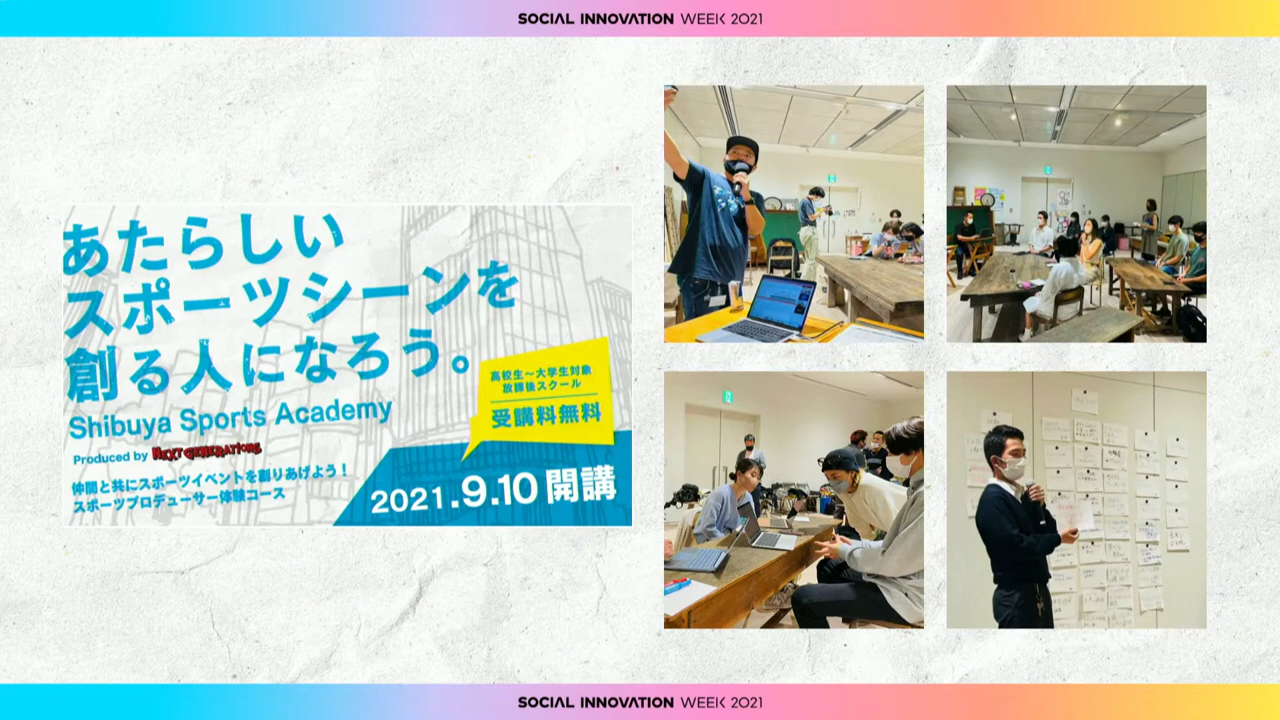 SOCIAL INNOVATION WEEK 2021
あたらしい
スポーツシーンを
創る人になろう。
高校生〜大学生対象
放課後スクール
受講料無料
Shibuya Sports Academy
Produced by NEXT GENERATIONS
仲間と共にスポーツイベントを創りあげよう！
スポーツプロデューサー体験コース
2021.9.10 開講
SOCIAL INNOVATION WEEK 2021